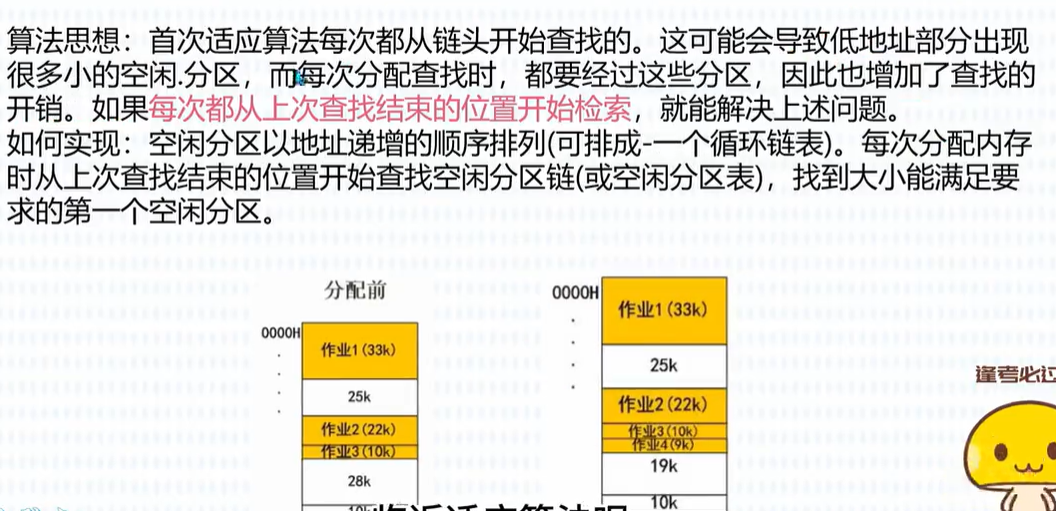 算法思想：首次适应算法每次都从链头开始查找的。这可能会导致低地址部分出现
很多小的空闲.分区，而每次分配查找时，都要经过这些分区，因此也增加了查找的
开销。如果每次都从上次查找结束的位置开始检索，就能解决上述问题。
如何实现：空闲分区以地址递增的顺序排列(可排成-一个循环链表)。每次分配内存
时从上次查找结束的位置开始查找空闲分区链(或空闲分区表)，找到大小能满足要
求的第一个空闲分区。
分配前
0000H
作业1(33k)
25k
作业2(22k)
作业3(10k)
28k
0000H
作业1(33k)
25k
作业2(22k)
作业3(10k)
作业4(9k)
19k
10k
逢考必过